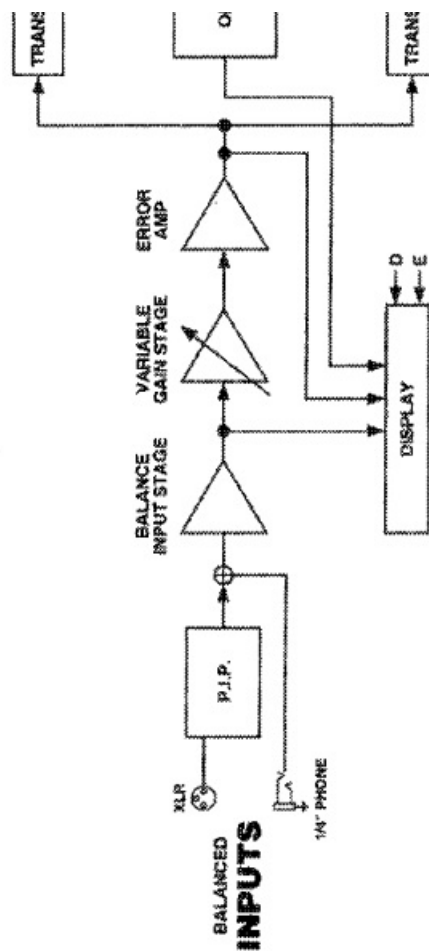 TRANS
O
TRANS
ERROR
AMP
VARIABLE
GAIN STAGE
BALANCE
INPUT STAGE
D
E
DISPLAY
P.I.P.
XLR
1/4" PHONE
BALANCED
INPUTS